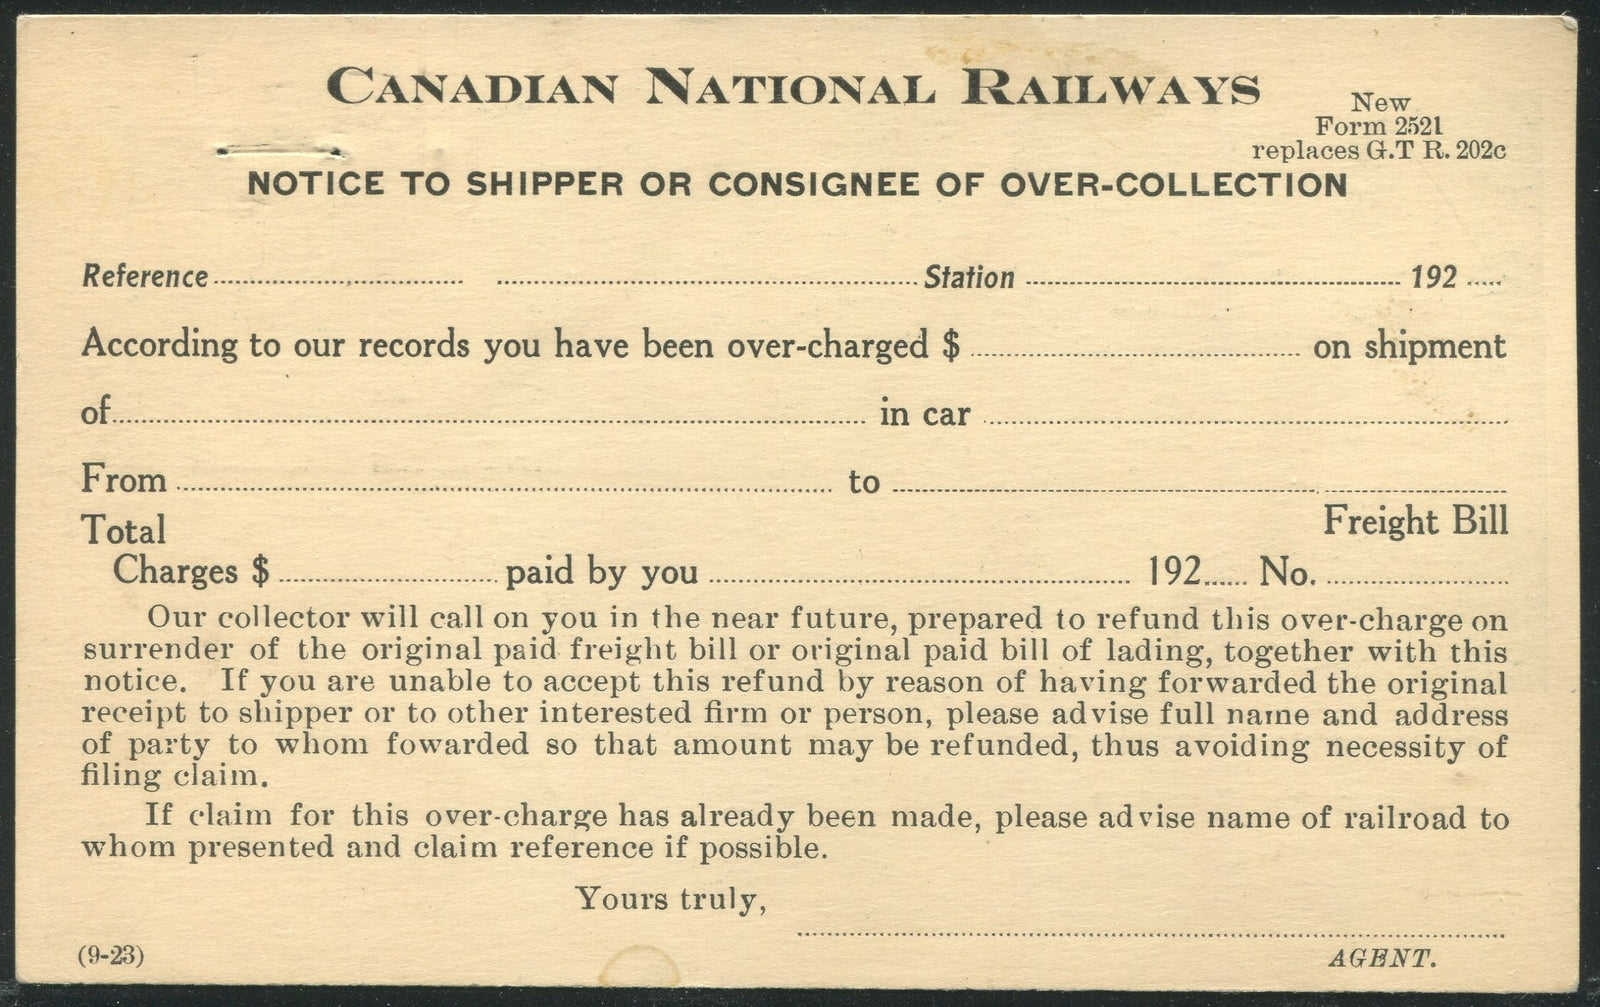 CANADIAN NATIONAL RAILWAYS
New
Form 2521
replaces G.T R. 202c
NOTICE TO SHIPPER OR CONSIGNEE OF OVER-COLLECTION
Reference Station 192
According to our records you have been over-charged $ on shipment
of in car
From to
Total Freight Bill
Charges $ paid by you 192 No.
Our collector will call on you in the near future, prepared to refund this over-charge on
surrender of the original paid freight bill or original paid bill of lading, together with this
notice. If you are unable to accept this refund by reason of having forwarded the original
receipt to shipper or to other interested firm or person, please advise full name and address
of party to whom fowarded so that amount may be refunded, thus avoiding necessity of
filing claim.
If claim for this over-charge has already been made, please advise name of railroad to
whom presented and claim reference if possible.
Yours truly,
(9-23) AGENT.